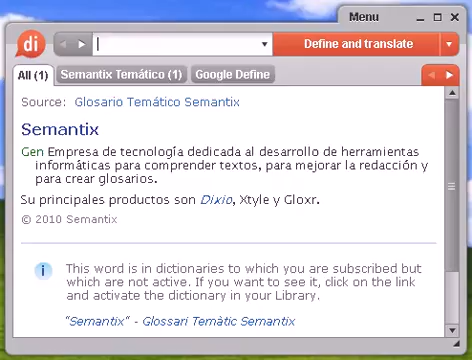 Menu
di
Define and translate
All (1) Semantix Temático (1) Google Define
Source: Glosario Temático Semantix
Semantix
Gen Empresa de tecnología dedicada al desarrollo de herramientas
informáticas para comprender textos, para mejorar la redacción y
para crear glosarios.
Su principales productos son Dixio, Xtyle y Gloxr.
© 2010 Semantix
i
This word is in dictionaries to which you are subscribed but
which are not active. If you want to see it, click on the link
and activate the dictionary in your Library.
"Semantix" - Glossari Temàtic Semantix